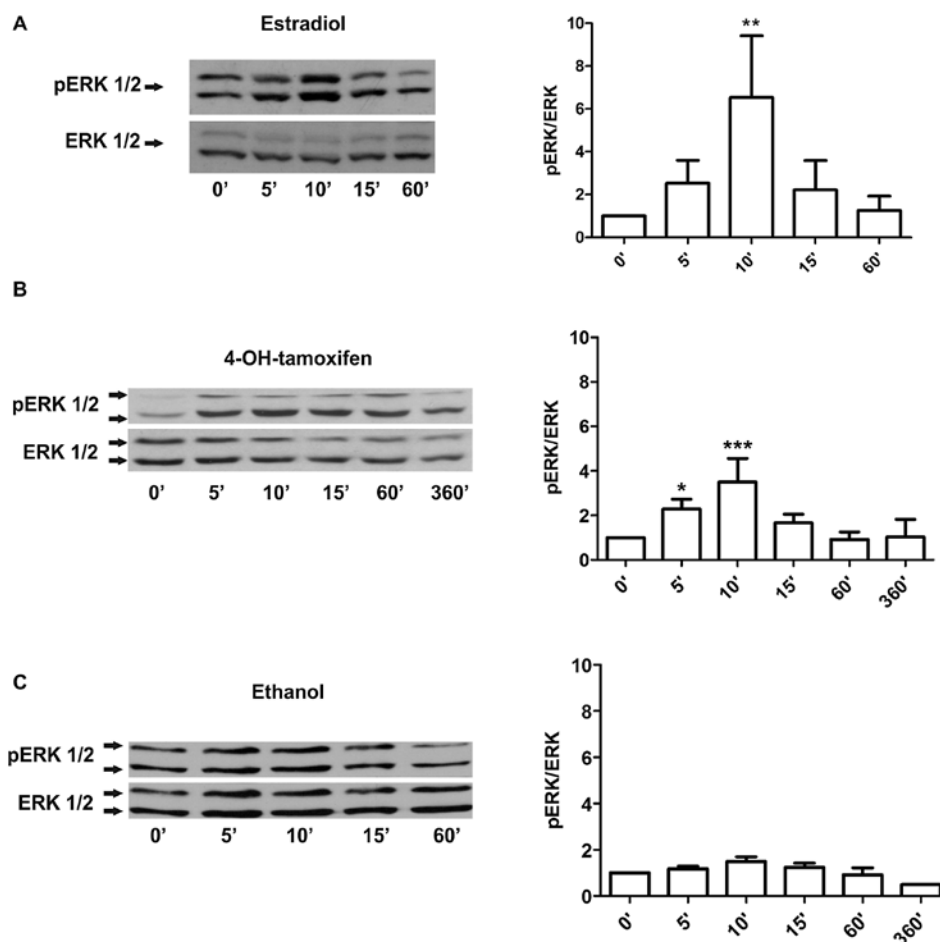 A
Estradiol
pERK 1/2
ERK 1/2
0' 5' 10' 15' 60'
**
10
8
6
4
2
0
pERK/ERK
0' 5' 10' 15' 60'
B
4-OH-tamoxifen
pERK 1/2
ERK 1/2
0' 5' 10' 15' 60' 360'
10
8
6
4
2
0
pERK/ERK
* ***
0' 5' 10' 15' 60' 360'
C
Ethanol
pERK 1/2
ERK 1/2
0' 5' 10' 15' 60'
10
8
6
4
2
0
pERK/ERK
0' 5' 10' 15' 60' 360'